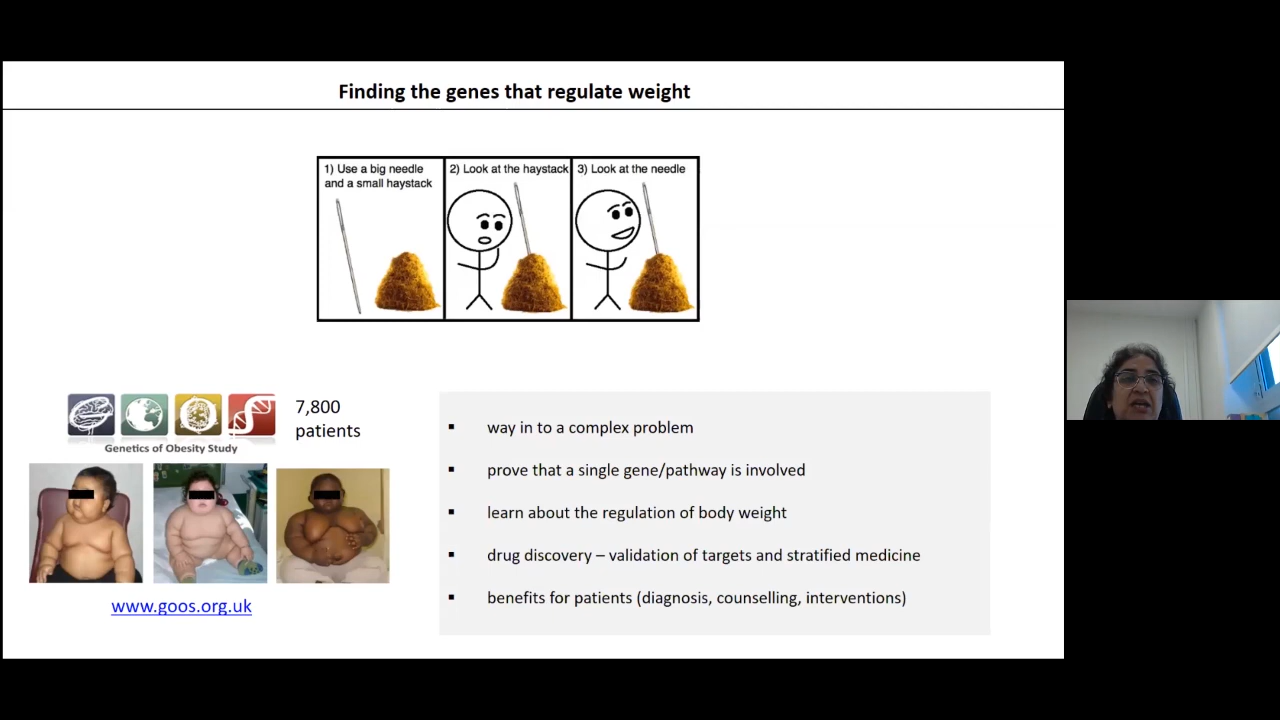 Finding the genes that regulate weight
1) Use a big needle
and a small haystack
2) Look at the haystack
3) Look at the needle
7,800
patients
Genetics of Obesity Study
www.goos.org.uk
▪ way in to a complex problem
▪ prove that a single gene/pathway is involved
▪ learn about the regulation of body weight
▪ drug discovery – validation of targets and stratified medicine
▪ benefits for patients (diagnosis, counselling, interventions)